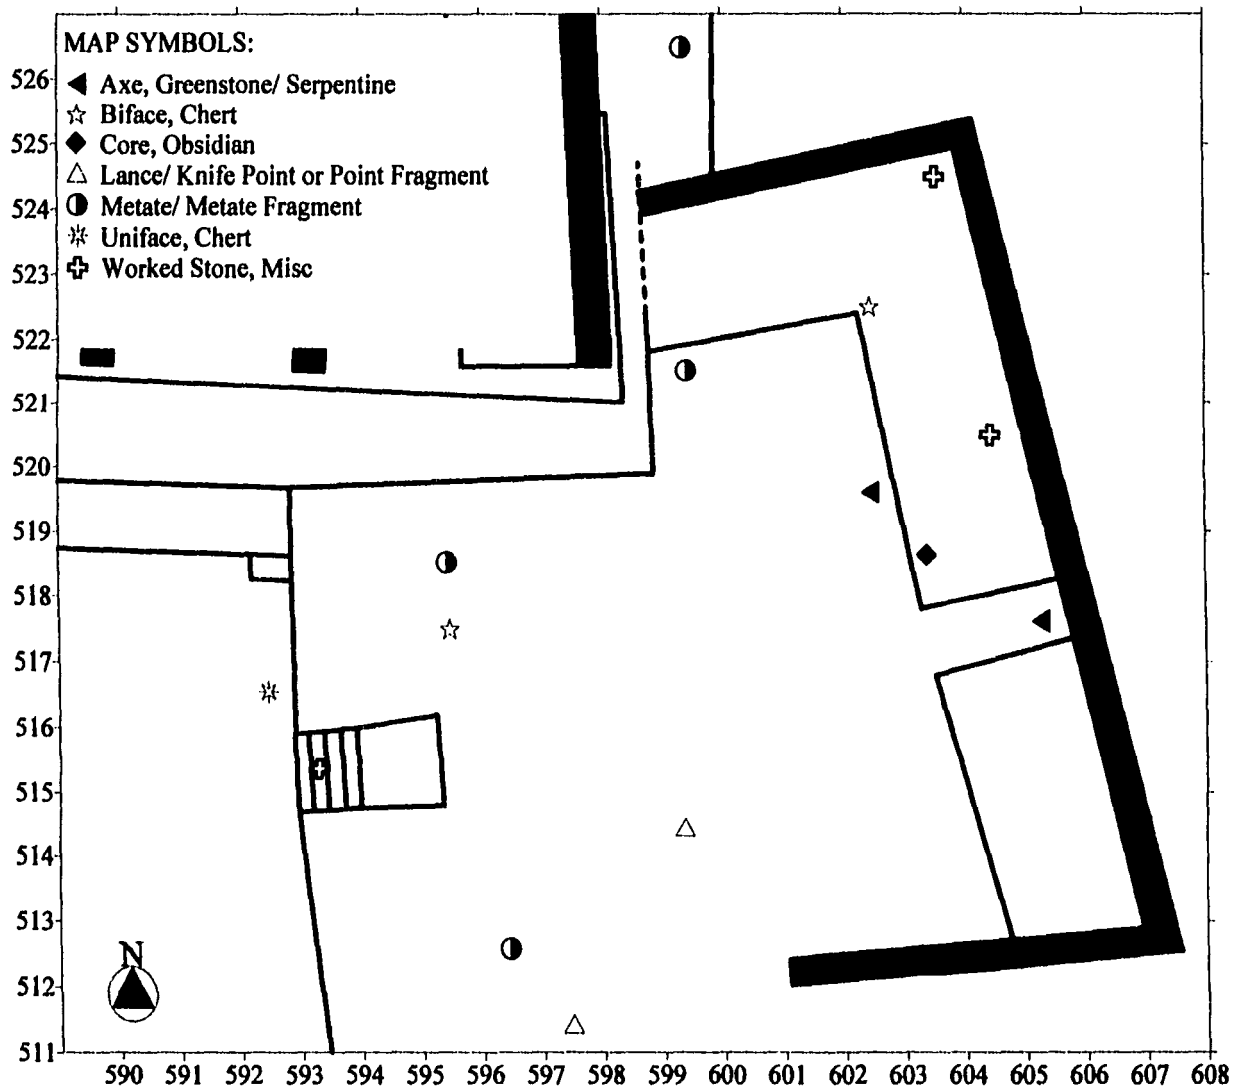 MAP SYMBOLS:
Axe, Greenstone/ Serpentine
Biface, Chert
Core, Obsidian
Lance/ Knife Point or Point Fragment
Metate/ Metate Fragment
Uniface, Chert
Worked Stone, Misc
526
525
524
523
522
521
520
519
518
517
516
515
514
513
512
511
N
590 591 592 593 594 595 596 597 598 599 600 601 602 603 604 605 606 607 608